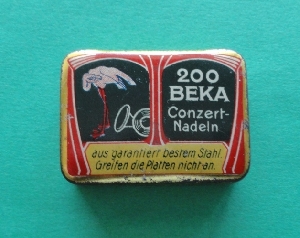 200
BEKA
Conzert-
Nadeln
aus garantiert bestem Stahl.
Greifen die Platten nicht an.